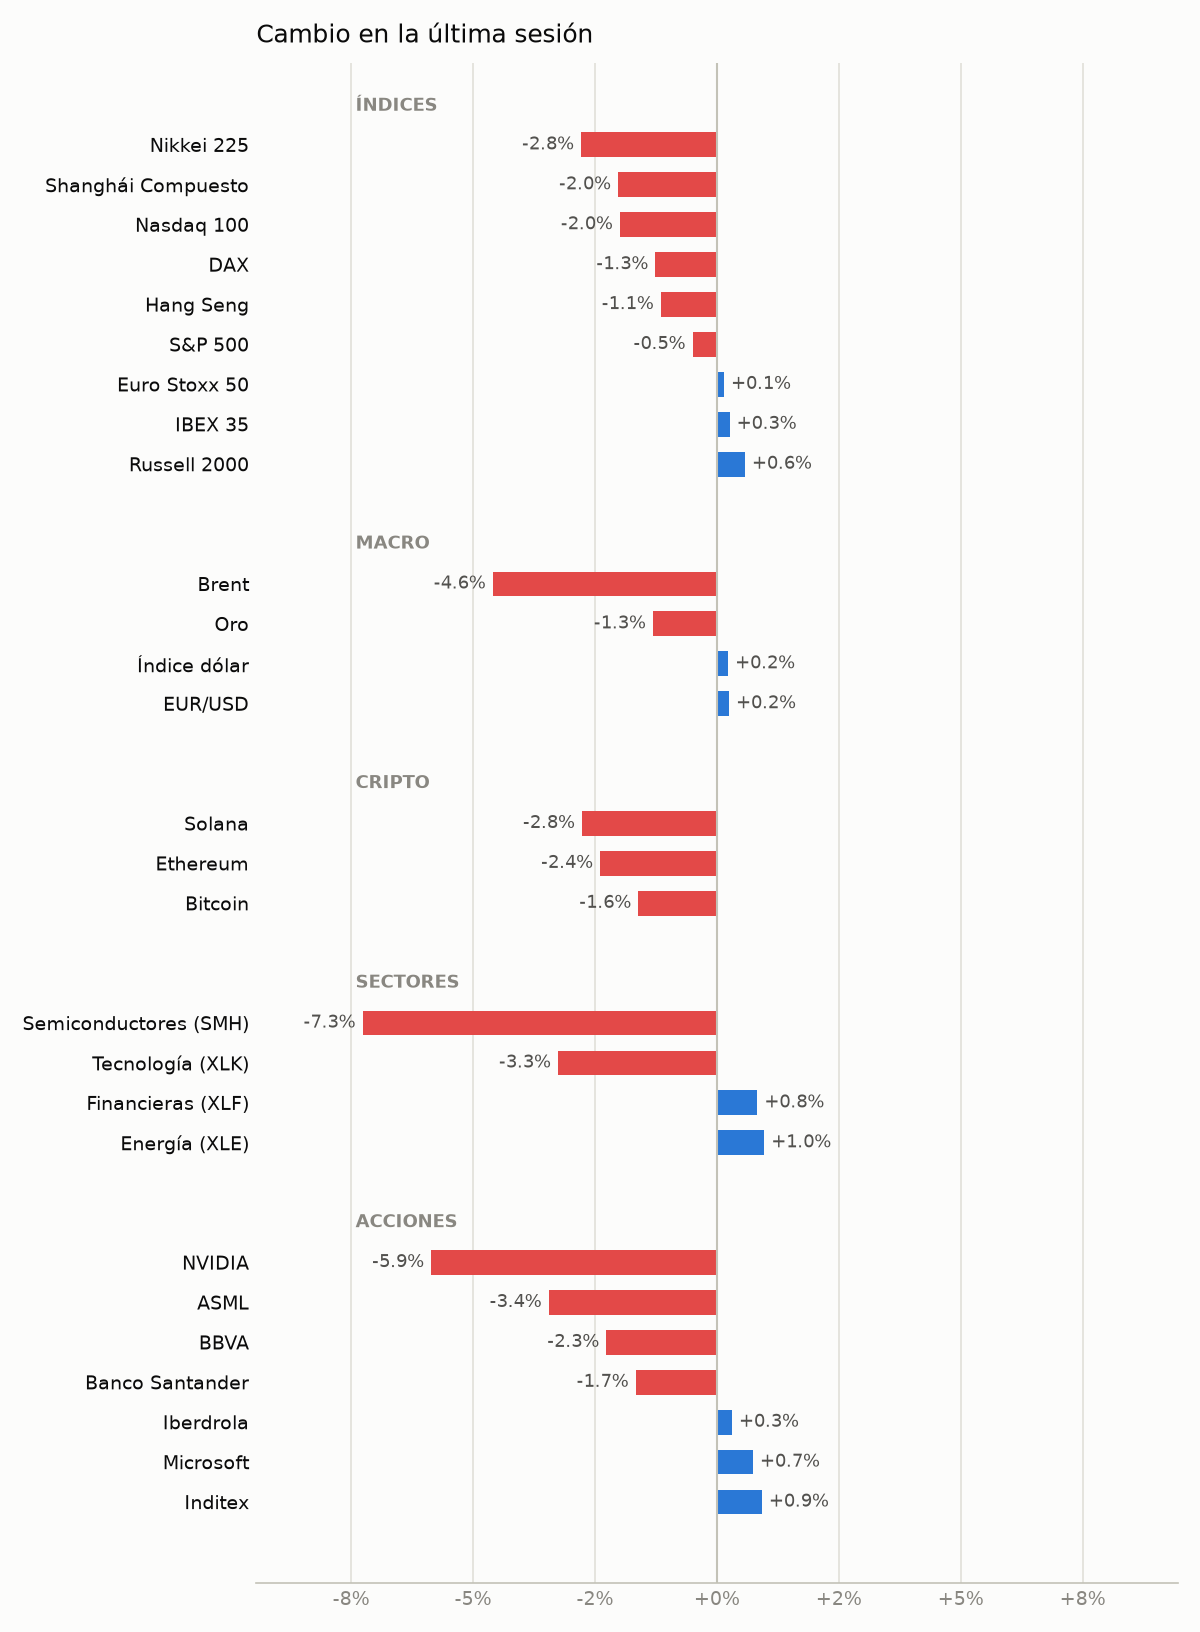 Cambio en la última sesión
ÍNDICES
Nikkei 225 -2.8%
Shanghái Compuesto -2.0%
Nasdaq 100 -2.0%
DAX -1.3%
Hang Seng -1.1%
S&P 500 -0.5%
Euro Stoxx 50 +0.1%
IBEX 35 +0.3%
Russell 2000 +0.6%
MACRO
Brent -4.6%
Oro -1.3%
Índice dólar +0.2%
EUR/USD +0.2%
CRIPTO
Solana -2.8%
Ethereum -2.4%
Bitcoin -1.6%
SECTORES
Semiconductores (SMH) -7.3%
Tecnología (XLK) -3.3%
Financieras (XLF) +0.8%
Energía (XLE) +1.0%
ACCIONES
NVIDIA -5.9%
ASML -3.4%
BBVA -2.3%
Banco Santander -1.7%
Iberdrola +0.3%
Microsoft +0.7%
Inditex +0.9%
-8% -5% -2% +0% +2% +5% +8%